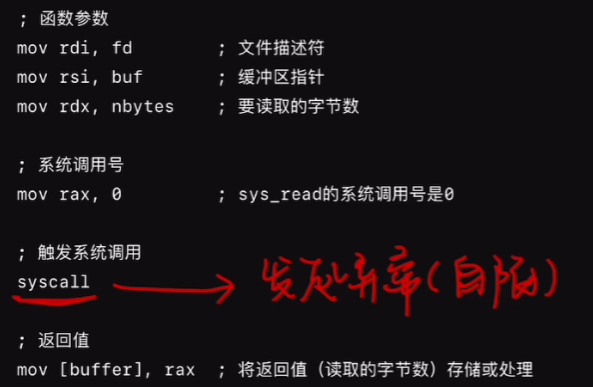 ; 函数参数
mov rdi, fd ; 文件描述符
mov rsi, buf ; 缓冲区指针
mov rdx, nbytes ; 要读取的字节数
; 系统调用号
mov rax, 0 ; sys_read的系统调用号是0
; 触发系统调用
syscall 发起异常(自陷)
; 返回值
mov [buffer], rax ; 将返回值（读取的字节数）存储或处理